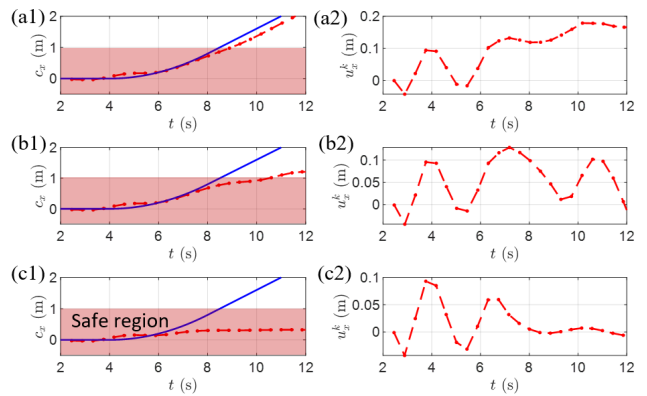 (a1)
2
1
0
c_x (m)
2 4 6 8 10 12
t (s)
(a2)
0.2
0.1
0
u_x^k (m)
2 4 6 8 10 12
t (s)
(b1)
2
1
0
c_x (m)
2 4 6 8 10 12
t (s)
(b2)
0.1
0.05
0
u_x^k (m)
2 4 6 8 10 12
t (s)
(c1)
2
1
0
c_x (m)
Safe region
2 4 6 8 10 12
t (s)
(c2)
0.1
0.05
0
u_x^k (m)
2 4 6 8 10 12
t (s)